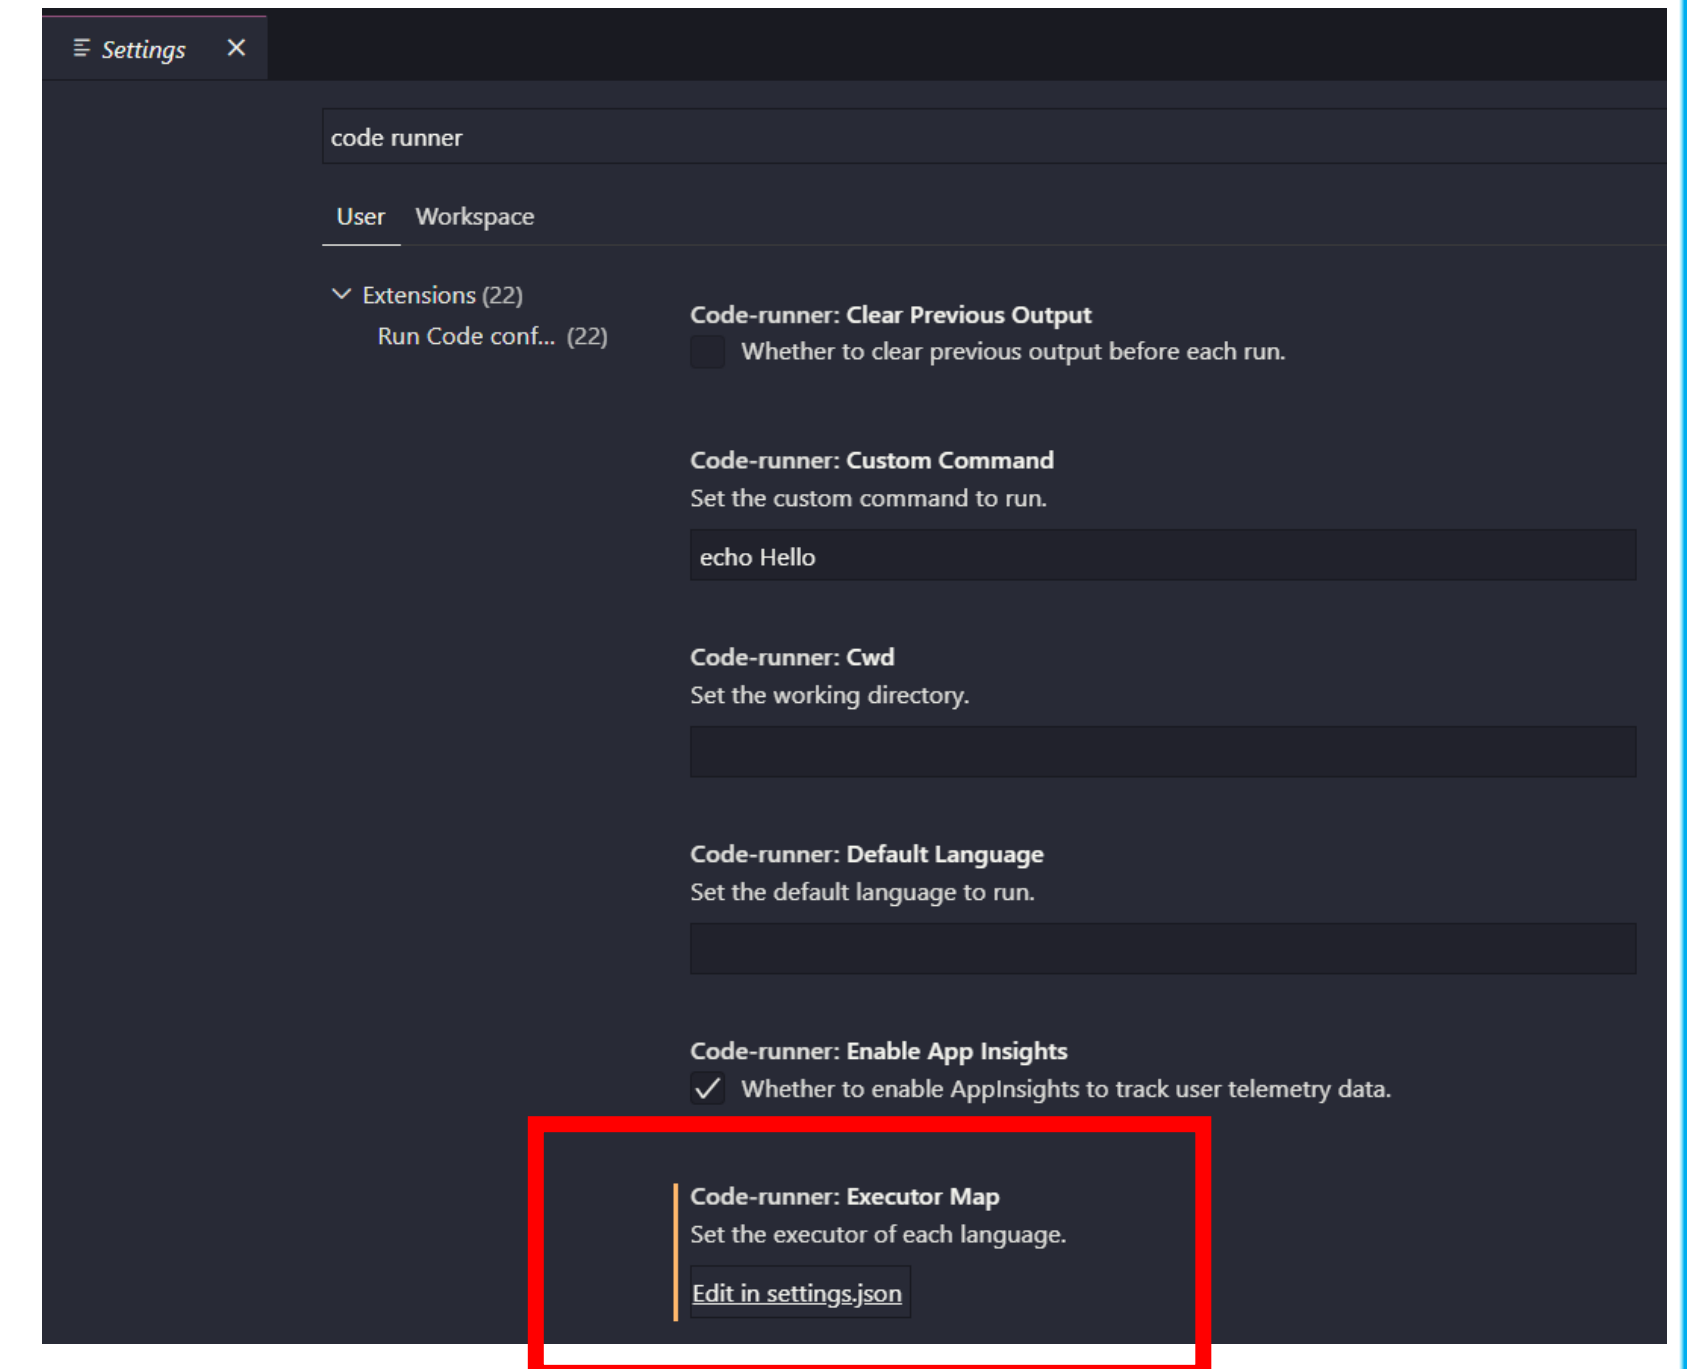 Settings
code runner
User Workspace
Extensions (22)
Run Code conf... (22)
Code-runner: Clear Previous Output
Whether to clear previous output before each run.
Code-runner: Custom Command
Set the custom command to run.
echo Hello
Code-runner: Cwd
Set the working directory.
Code-runner: Default Language
Set the default language to run.
Code-runner: Enable App Insights
Whether to enable AppInsights to track user telemetry data.
Code-runner: Executor Map
Set the executor of each language.
Edit in settings.json